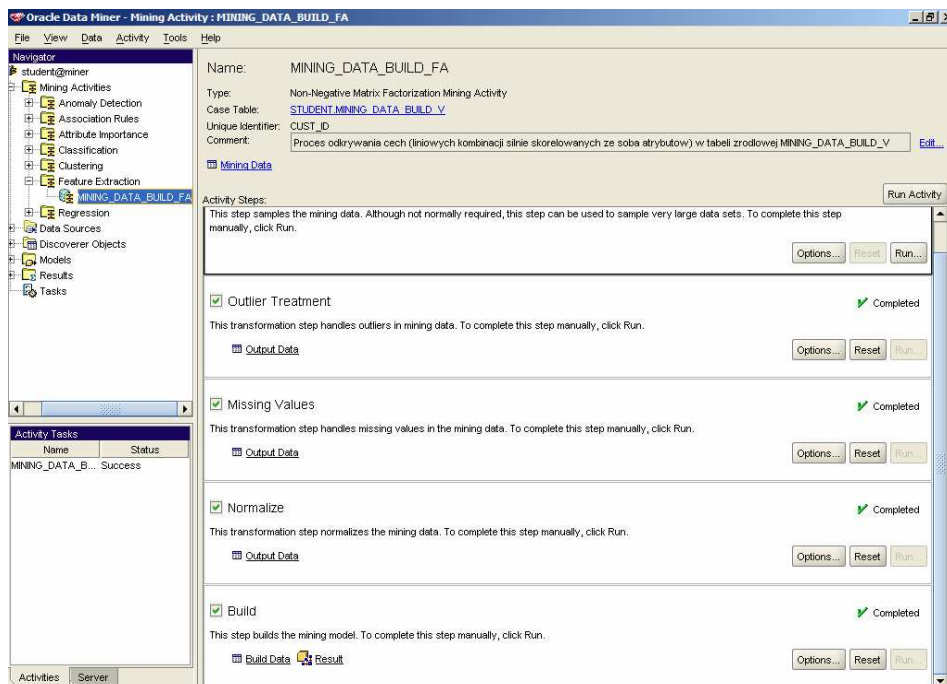 Oracle Data Miner - Mining Activity : MINING_DATA_BUILD_FA
File View Data Activity Tools Help
Navigator
student@miner
Mining Activities
Anomaly Detection
Association Rules
Attribute Importance
Classification
Clustering
Feature Extraction
MINING_DATA_BUILD_FA
Regression
Data Sources
Discoverer Objects
Models
Results
Tasks
Activity Tasks
Name Status
MINING_DATA_B... Success
Activities Server
Name: MINING_DATA_BUILD_FA
Type: Non-Negative Matrix Factorization Mining Activity
Case Table: STUDENT.MINING_DATA_BUILD_V
Unique Identifier: CUST_ID
Comment: Proces odkrywania cech (liniowych kombinacji silnie skorelowanych ze soba atrybutow) w tabeli zrodlowej MINING_DATA_BUILD_V Edit...
Mining Data
Run Activity
Activity Steps:
This step samples the mining data. Although not normally required, this step can be used to sample very large data sets. To complete this step
manually, click Run.
Options... Reset Run...
Outlier Treatment Completed
This transformation step handles outliers in mining data. To complete this step manually, click Run.
Output Data Options... Reset Run...
Missing Values Completed
This transformation step handles missing values in the mining data. To complete this step manually, click Run.
Output Data Options... Reset Run...
Normalize Completed
This transformation step normalizes the mining data. To complete this step manually, click Run.
Output Data Options... Reset Run...
Build Completed
This step builds the mining model. To complete this step manually, click Run.
Build Data Result Options... Reset Run...